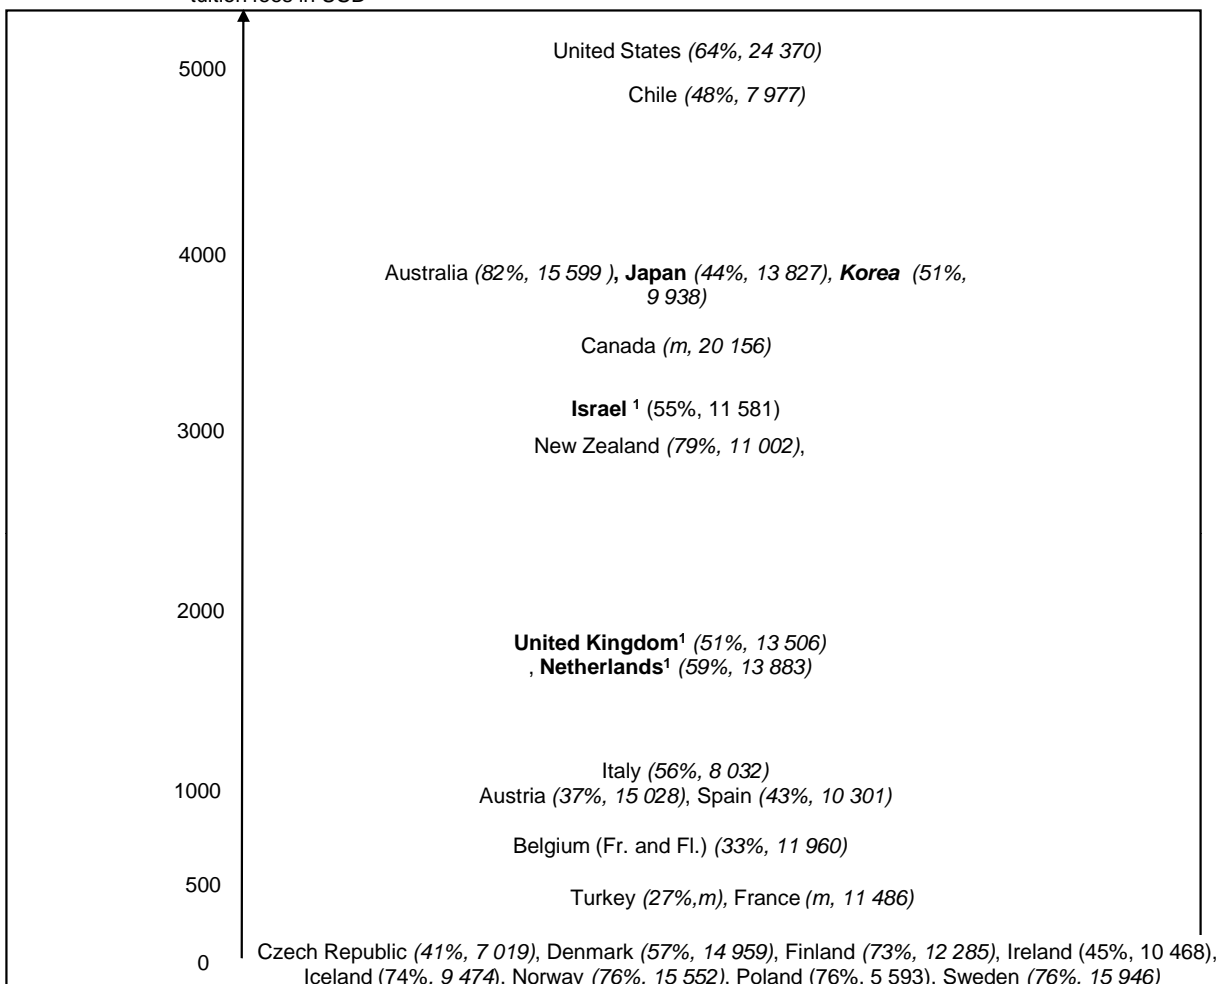 tuition fees in USD
5000
United States (64%, 24 370)
Chile (48%, 7 977)
4000
Australia (82%, 15 599 ), Japan (44%, 13 827), Korea (51%,
9 938)
Canada (m, 20 156)
Israel ¹ (55%, 11 581)
3000
New Zealand (79%, 11 002),
2000
United Kingdom¹ (51%, 13 506)
, Netherlands¹ (59%, 13 883)
Italy (56%, 8 032)
1000
Austria (37%, 15 028), Spain (43%, 10 301)
Belgium (Fr. and Fl.) (33%, 11 960)
500
Turkey (27%,m), France (m, 11 486)
0
Czech Republic (41%, 7 019), Denmark (57%, 14 959), Finland (73%, 12 285), Ireland (45%, 10 468),
Iceland (74%, 9 474), Norway (76%, 15 552), Poland (76%, 5 593), Sweden (76%, 15 946)